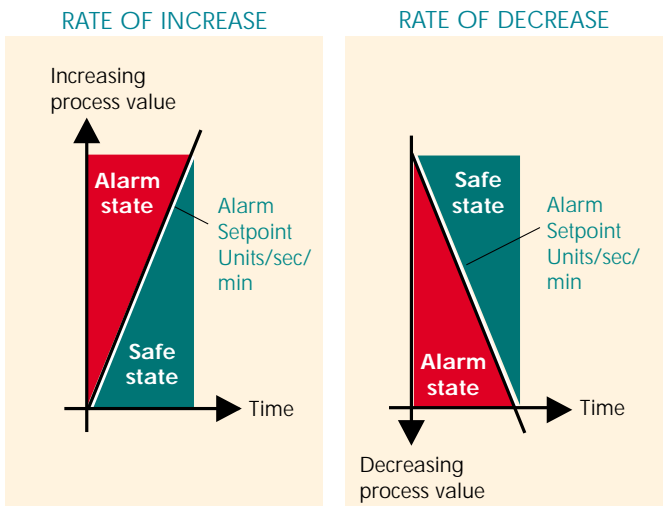 RATE OF INCREASE
Increasing
process value
Alarm
state
Alarm
Setpoint
Units/sec/
min
Safe
state
Time
RATE OF DECREASE
Safe
state
Alarm
Setpoint
Units/sec/
min
Alarm
state
Time
Decreasing
process value